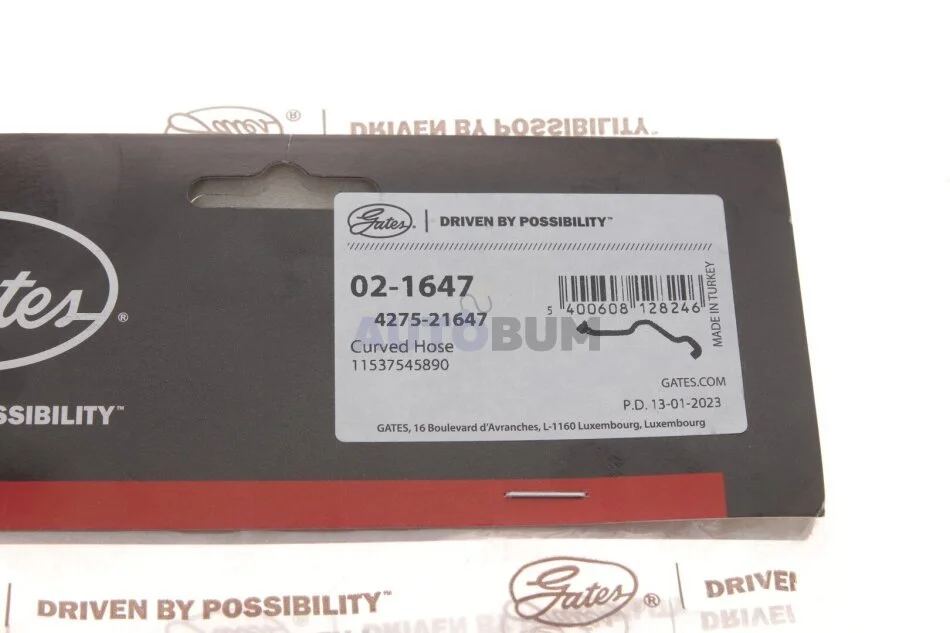 Gates®
DRIVEN BY POSSIBILITY™
tes®
SSIBILITY™
Gates® | DRIVEN BY POSSIBILITY™
02-1647
4275-21647
AUTOBUM
Curved Hose
11537545890
5 400608 128246
MADE IN TURKEY
GATES.COM
P.D. 13-01-2023
GATES, 16 Boulevard d'Avranches, L-1160 Luxembourg, Luxembourg
DRIVEN BY POSSIBILITY™
Gates®
DRIVEN